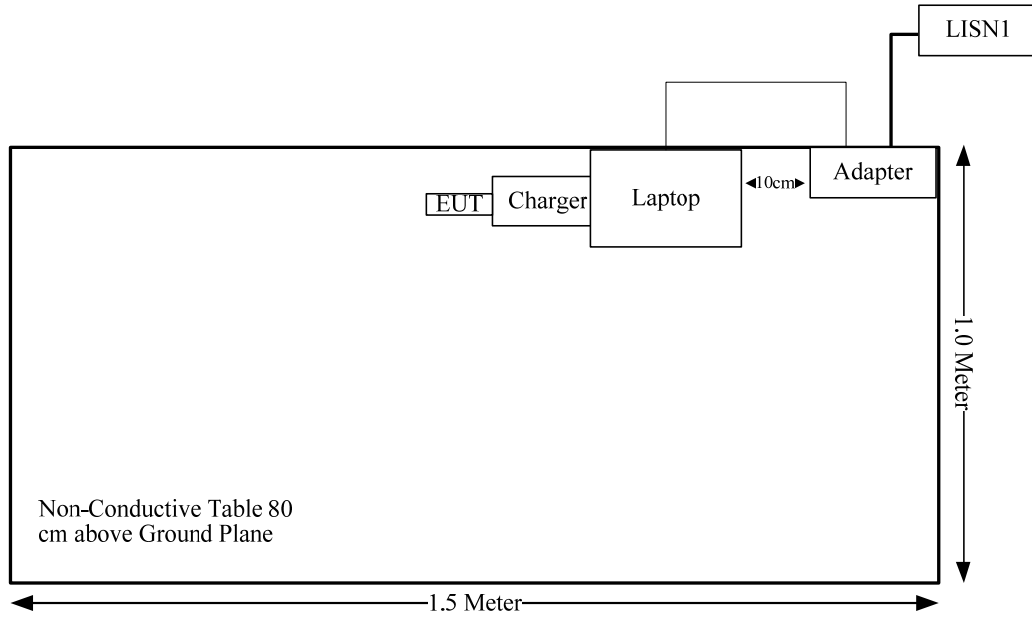 LISN1
Adapter
10cm
Laptop
Charger
EUT
1.0 Meter
Non-Conductive Table 80
cm above Ground Plane
1.5 Meter